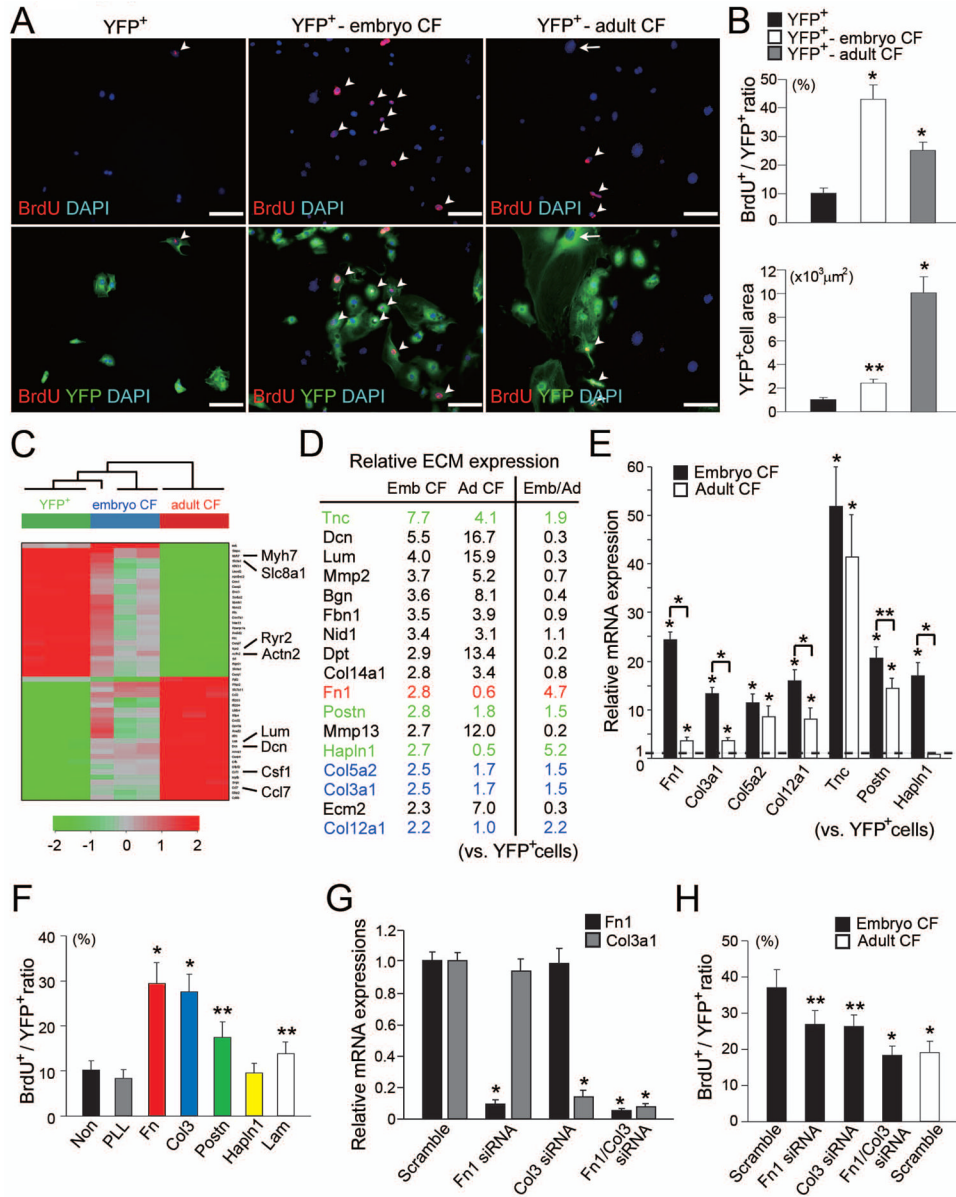 A
YFP⁺
YFP⁺ - embryo CF
YFP⁺ - adult CF
BrdU DAPI
BrdU DAPI
BrdU DAPI
BrdU YFP DAPI
BrdU YFP DAPI
BrdU YFP DAPI
B
YFP⁺
YFP⁺ - embryo CF
YFP⁺ - adult CF
BrdU⁺ / YFP⁺ ratio
(%)
50
40
30
20
10
0
*
*
YFP⁺ cell area
(x10³µm²)
12
10
8
6
4
2
0
**
*
C
YFP⁺
embryo CF
adult CF
Myh7
Slc8a1
Ryr2
Actn2
Lum
Dcn
Csf1
Ccl7
-2 -1 0 1 2
D
Relative ECM expression
Emb CF Ad CF Emb/Ad
Tnc 7.7 4.1 1.9
Dcn 5.5 16.7 0.3
Lum 4.0 15.9 0.3
Mmp2 3.7 5.2 0.7
Bgn 3.6 8.1 0.4
Fbn1 3.5 3.9 0.9
Nid1 3.4 3.1 1.1
Dpt 2.9 13.4 0.2
Col14a1 2.8 3.4 0.8
Fn1 2.8 0.6 4.7
Postn 2.8 1.8 1.5
Mmp13 2.7 12.0 0.2
Hapln1 2.7 0.5 5.2
Col5a2 2.5 1.7 1.5
Col3a1 2.5 1.7 1.5
Ecm2 2.3 7.0 0.3
Col12a1 2.2 1.0 2.2
(vs. YFP⁺cells)
E
Embryo CF
Adult CF
Relative mRNA expression
60
50
40
30
20
10
1
0
* * *
* * *
* *
* * *
* *
* * **
* *
Fn1 Col3a1 Col5a2 Col12a1 Tnc Postn Hapln1
(vs. YFP⁺cells)
F
BrdU⁺ / YFP⁺ ratio
(%)
40
30
20
10
0
* * ** **
Non PLL Fn Col3 Postn Hapln1 Lam
G
Fn1
Col3a1
Relative mRNA expressions
1.2
1.0
0.8
0.6
0.4
0.2
0
* * * *
Scramble Fn1 siRNA Col3 siRNA Fn1/Col3 siRNA
H
Embryo CF
Adult CF
BrdU⁺ / YFP⁺ ratio
(%)
50
40
30
20
10
0
** ** * *
Scramble Fn1 siRNA Col3 siRNA Fn1/Col3 siRNA Scramble